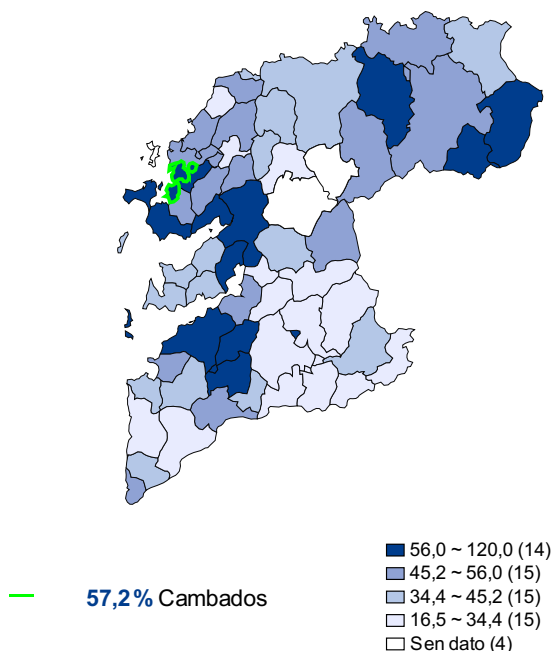 56,0 ~ 120,0 (14)
45,2 ~ 56,0 (15)
34,4 ~ 45,2 (15)
16,5 ~ 34,4 (15)
Sen dato (4)
57,2% Cambados